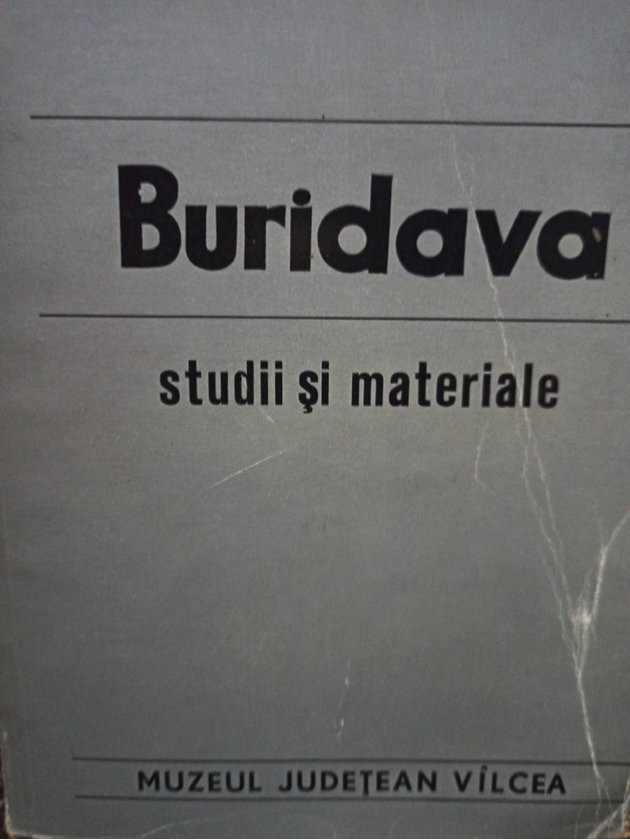 Buridava
studii şi materiale
MUZEUL JUDEŢEAN VÎLCEA